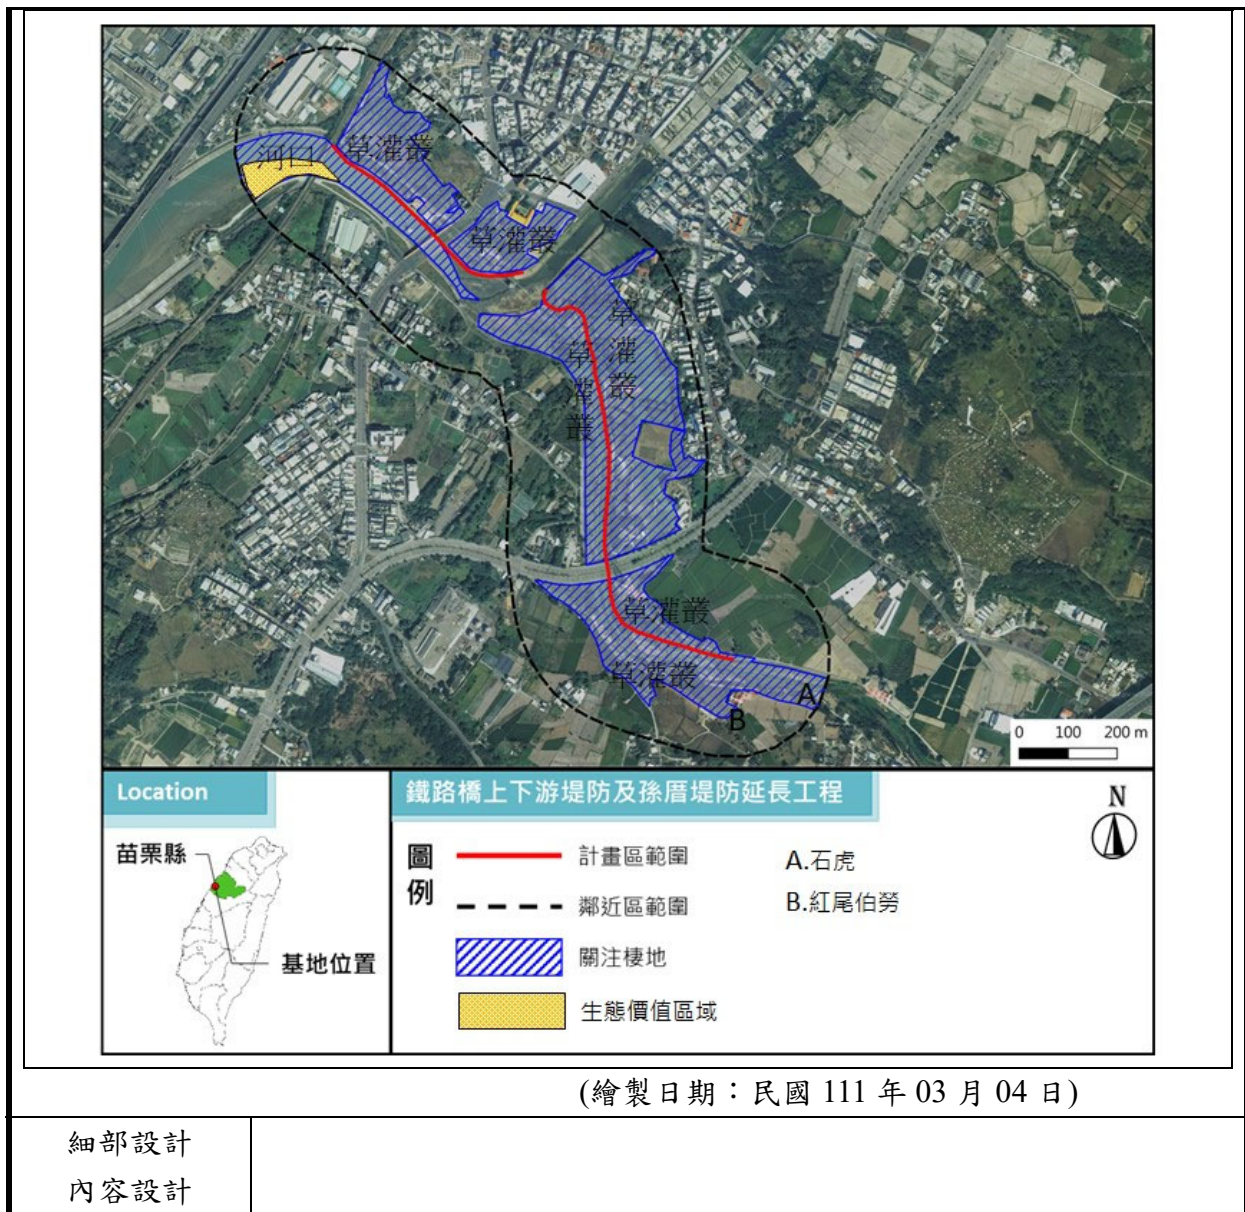 河口
草灌叢
草灌叢
草灌叢
草灌叢
草灌叢
草灌叢
A
B
0 100 200 m
Location
苗栗縣
基地位置
鐵路橋上下游堤防及孫厝堤防延長工程
N
圖例
計畫區範圍
鄰近區範圍
關注棲地
生態價值區域
A.石虎
B.紅尾伯勞
(繪製日期：民國 111 年 03 月 04 日)
細部設計
內容設計